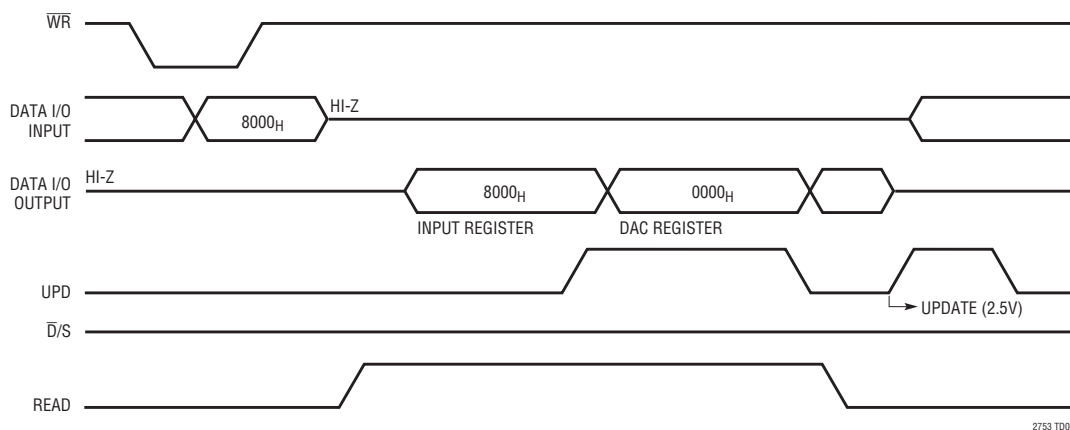 W̅R̅
DATA I/O
INPUT
8000H
HI-Z
DATA I/O
OUTPUT
HI-Z
8000H
0000H
INPUT REGISTER
DAC REGISTER
UPD
UPDATE (2.5V)
D̅/S
READ
2753 TD0